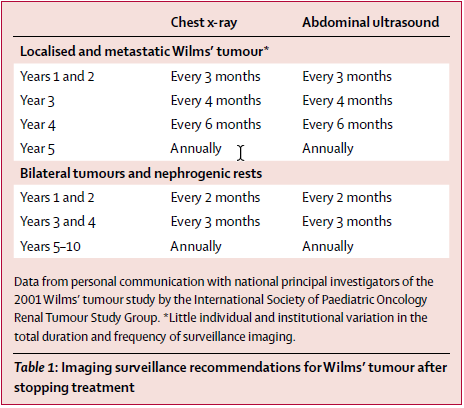 Chest x-ray Abdominal ultrasound
Localised and metastatic Wilms’ tumour*
Years 1 and 2 Every 3 months Every 3 months
Year 3 Every 4 months Every 4 months
Year 4 Every 6 months Every 6 months
Year 5 Annually Annually
Bilateral tumours and nephrogenic rests
Years 1 and 2 Every 2 months Every 2 months
Years 3 and 4 Every 3 months Every 3 months
Years 5–10 Annually Annually
Data from personal communication with national principal investigators of the
2001 Wilms’ tumour study by the International Society of Paediatric Oncology
Renal Tumour Study Group. *Little individual and institutional variation in the
total duration and frequency of surveillance imaging.
Table 1: Imaging surveillance recommendations for Wilms’ tumour after
stopping treatment